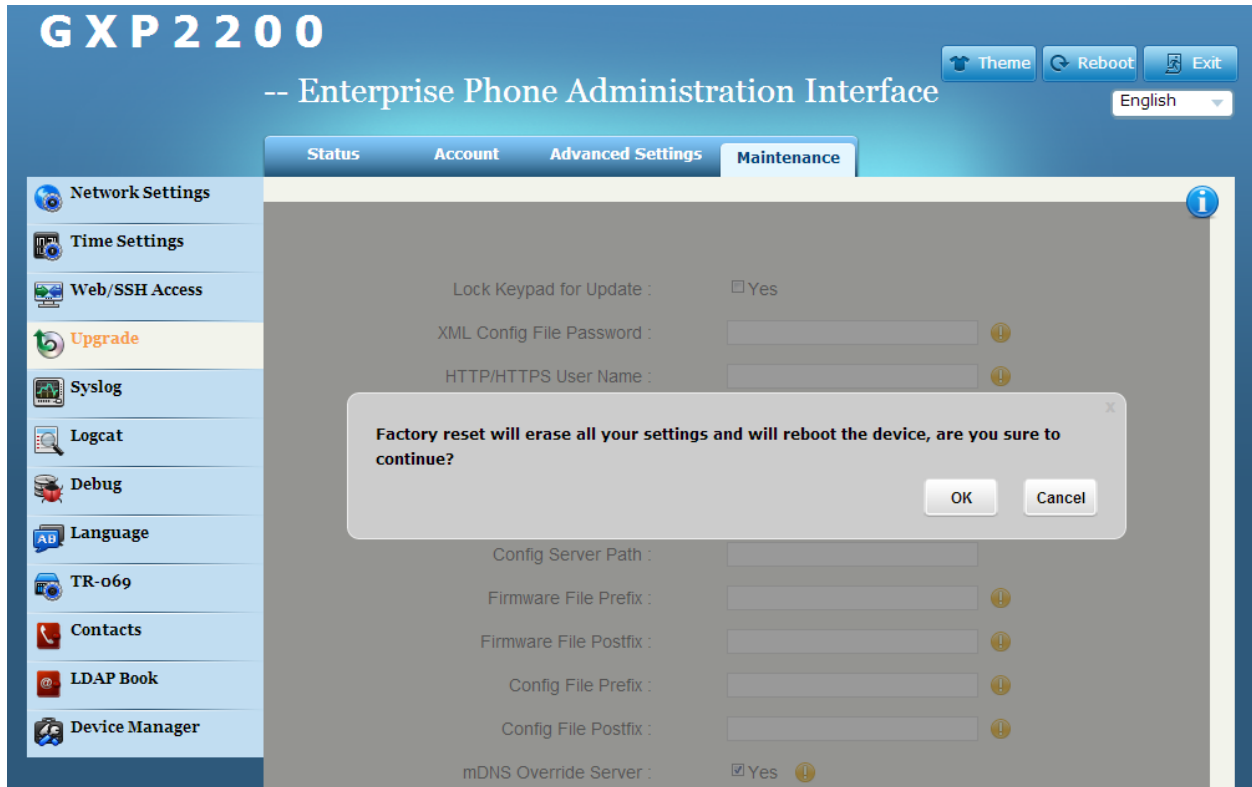 GXP2200
-- Enterprise Phone Administration Interface
Theme
Reboot
Exit
English
Status
Account
Advanced Settings
Maintenance
Network Settings
Time Settings
Web/SSH Access
Upgrade
Syslog
Logcat
Debug
Language
TR-069
Contacts
LDAP Book
Device Manager
Lock Keypad for Update :
Yes
XML Config File Password :
HTTP/HTTPS User Name :
x
Factory reset will erase all your settings and will reboot the device, are you sure to
continue?
OK
Cancel
Config Server Path :
Firmware File Prefix :
Firmware File Postfix :
Config File Prefix :
Config File Postfix :
mDNS Override Server :
Yes